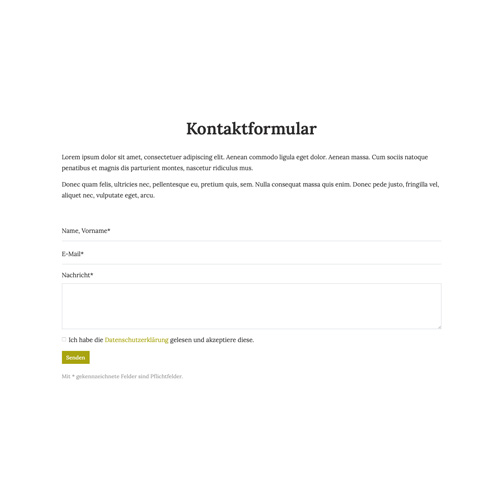 Kontaktformular
Lorem ipsum dolor sit amet, consectetuer adipiscing elit. Aenean commodo ligula eget dolor. Aenean massa. Cum sociis natoque
penatibus et magnis dis parturient montes, nascetur ridiculus mus.
Donec quam felis, ultricies nec, pellentesque eu, pretium quis, sem. Nulla consequat massa quis enim. Donec pede justo, fringilla vel,
aliquet nec, vulputate eget, arcu.
Name, Vorname*
E-Mail*
Nachricht*
Ich habe die Datenschutzerklärung gelesen und akzeptiere diese.
Senden
Mit * gekennzeichnete Felder sind Pflichtfelder.